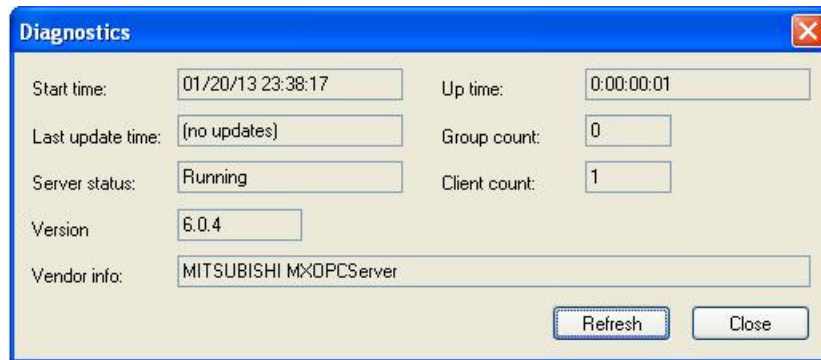 Diagnostics
Start time: 01/20/13 23:38:17 Up time: 0:00:00:01
Last update time: (no updates) Group count: 0
Server status: Running Client count: 1
Version 6.0.4
Vendor info: MITSUBISHI MXOPCServer
Refresh Close